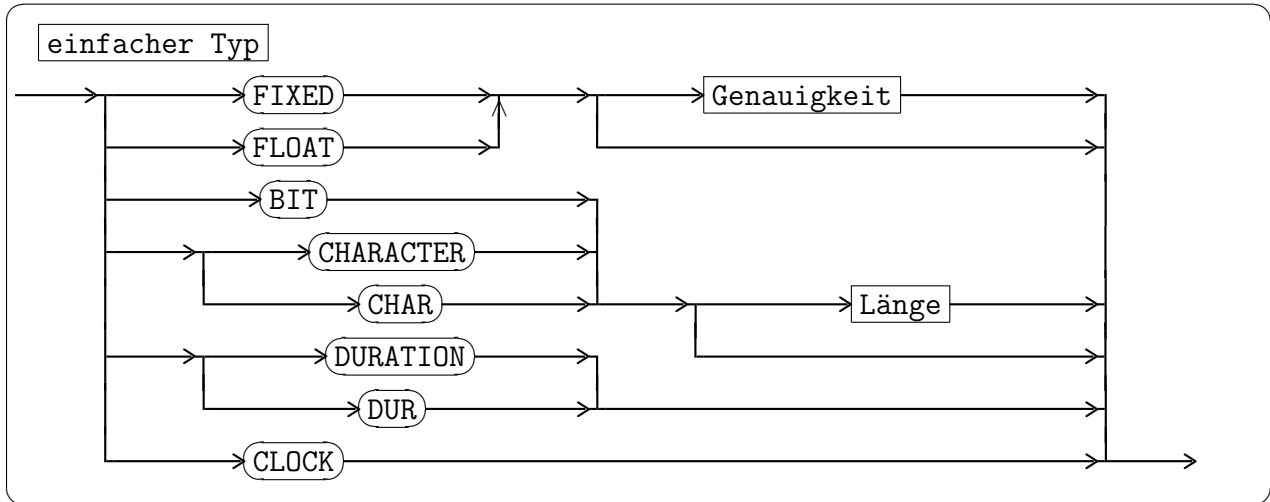 einfacher Typ
FIXED Genauigkeit
FLOAT
BIT
CHARACTER
CHAR Länge
DURATION
DUR
CLOCK